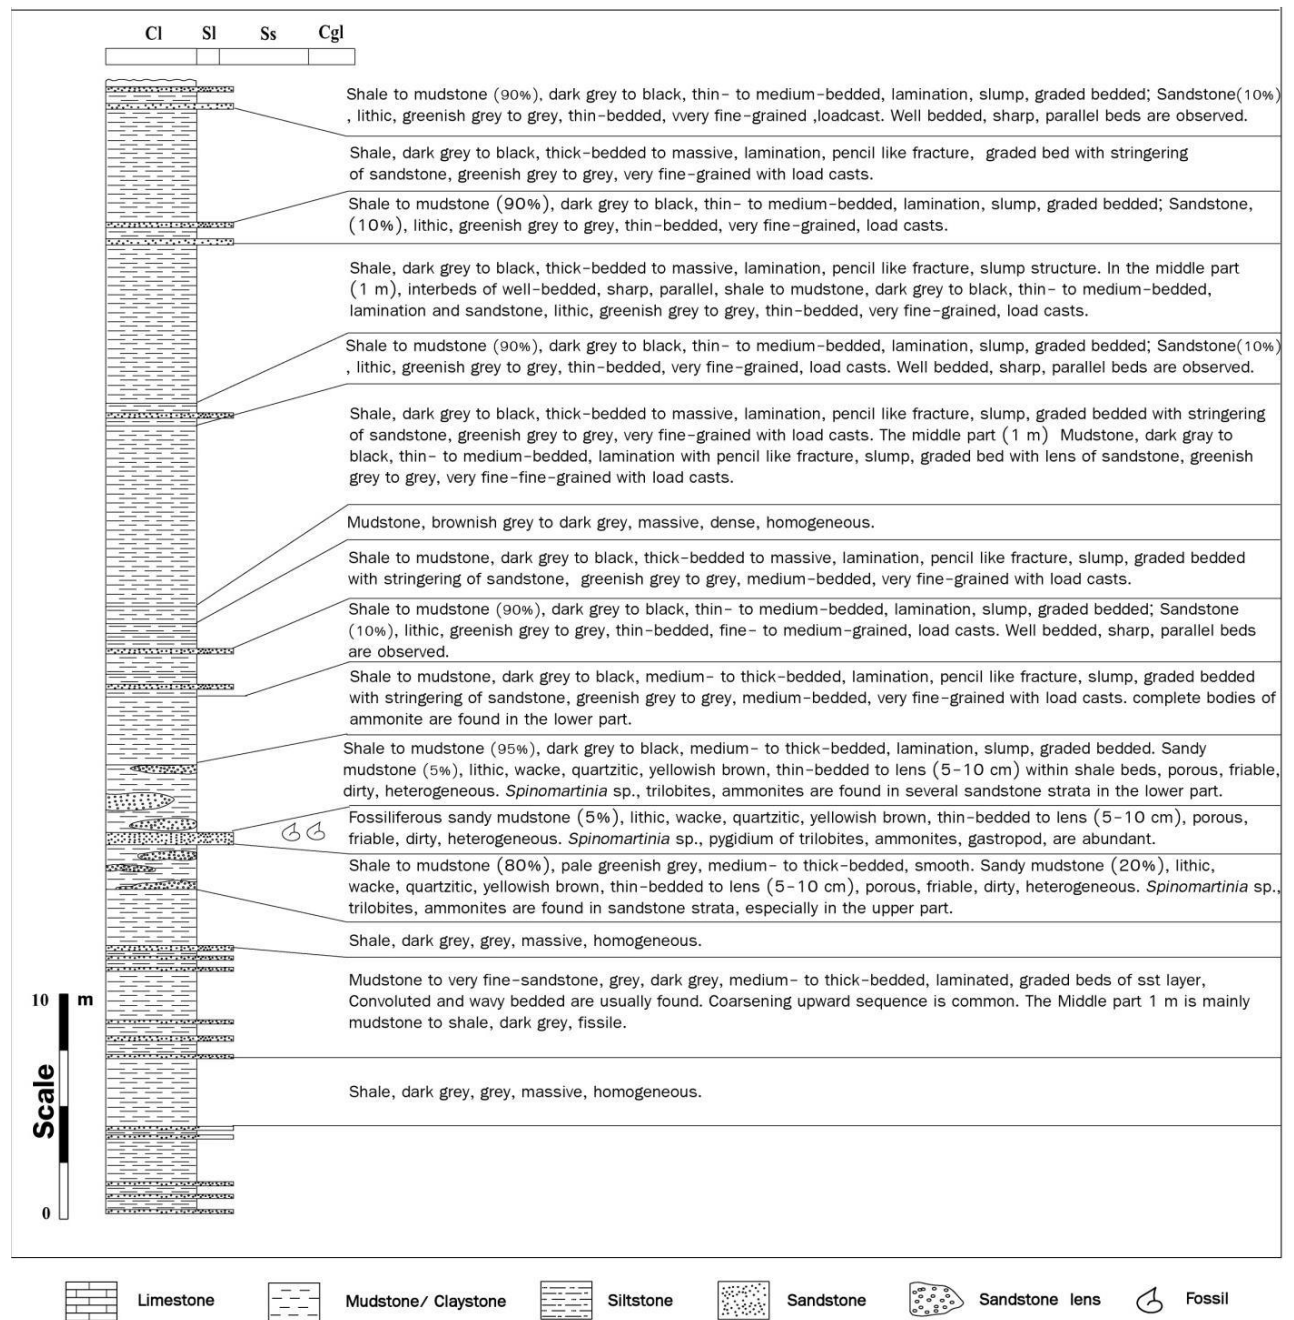 Cl Sl Ss Cgl
Shale to mudstone (90%), dark grey to black, thin- to medium-bedded, lamination, slump, graded bedded; Sandstone(10%)
, lithic, greenish grey to grey, thin-bedded, vvery fine-grained ,loadcast. Well bedded, sharp, parallel beds are observed.
Shale, dark grey to black, thick-bedded to massive, lamination, pencil like fracture, graded bed with stringering
of sandstone, greenish grey to grey, very fine-grained with load casts.
Shale to mudstone (90%), dark grey to black, thin- to medium-bedded, lamination, slump, graded bedded; Sandstone,
(10%), lithic, greenish grey to grey, thin-bedded, very fine-grained, load casts.
Shale, dark grey to black, thick-bedded to massive, lamination, pencil like fracture, slump structure. In the middle part
(1 m), interbeds of well-bedded, sharp, parallel, shale to mudstone, dark grey to black, thin- to medium-bedded,
lamination and sandstone, lithic, greenish grey to grey, thin-bedded, very fine-grained, load casts.
Shale to mudstone (90%), dark grey to black, thin- to medium-bedded, lamination, slump, graded bedded; Sandstone(10%)
, lithic, greenish grey to grey, thin-bedded, very fine-grained, load casts. Well bedded, sharp, parallel beds are observed.
Shale, dark grey to black, thick-bedded to massive, lamination, pencil like fracture, slump, graded bedded with stringering
of sandstone, greenish grey to grey, very fine-grained with load casts. The middle part (1 m) Mudstone, dark gray to
black, thin- to medium-bedded, lamination with pencil like fracture, slump, graded bed with lens of sandstone, greenish
grey to grey, very fine-fine-grained with load casts.
Mudstone, brownish grey to dark grey, massive, dense, homogeneous.
Shale to mudstone, dark grey to black, thick-bedded to massive, lamination, pencil like fracture, slump, graded bedded
with stringering of sandstone, greenish grey to grey, medium-bedded, very fine-grained with load casts.
Shale to mudstone (90%), dark grey to black, thin- to medium-bedded, lamination, slump, graded bedded; Sandstone
(10%), lithic, greenish grey to grey, thin-bedded, fine- to medium-grained, load casts. Well bedded, sharp, parallel beds
are observed.
Shale to mudstone, dark grey to black, medium- to thick-bedded, lamination, pencil like fracture, slump, graded bedded
with stringering of sandstone, greenish grey to grey, medium-bedded, very fine-grained with load casts. complete bodies of
ammonite are found in the lower part.
Shale to mudstone (95%), dark grey to black, medium- to thick-bedded, lamination, slump, graded bedded. Sandy
mudstone (5%), lithic, wacke, quartzitic, yellowish brown, thin-bedded to lens (5-10 cm) within shale beds, porous, friable,
dirty, heterogeneous. Spinomartinia sp., trilobites, ammonites are found in several sandstone strata in the lower part.
Fossiliferous sandy mudstone (5%), lithic, wacke, quartzitic, yellowish brown, thin-bedded to lens (5-10 cm), porous,
friable, dirty, heterogeneous. Spinomartinia sp., pygidium of trilobites, ammonites, gastropod, are abundant.
Shale to mudstone (80%), pale greenish grey, medium- to thick-bedded, smooth. Sandy mudstone (20%), lithic,
wacke, quartzitic, yellowish brown, thin-bedded to lens (5-10 cm), porous, friable, dirty, heterogeneous. Spinomartinia sp.,
trilobites, ammonites are found in sandstone strata, especially in the upper part.
Shale, dark grey, grey, massive, homogeneous.
Mudstone to very fine-sandstone, grey, dark grey, medium- to thick-bedded, laminated, graded beds of sst layer,
Convoluted and wavy bedded are usually found. Coarsening upward sequence is common. The Middle part 1 m is mainly
mudstone to shale, dark grey, fissile.
Shale, dark grey, grey, massive, homogeneous.
10 m
Scale
0
Limestone Mudstone/ Claystone Siltstone Sandstone Sandstone lens Fossil